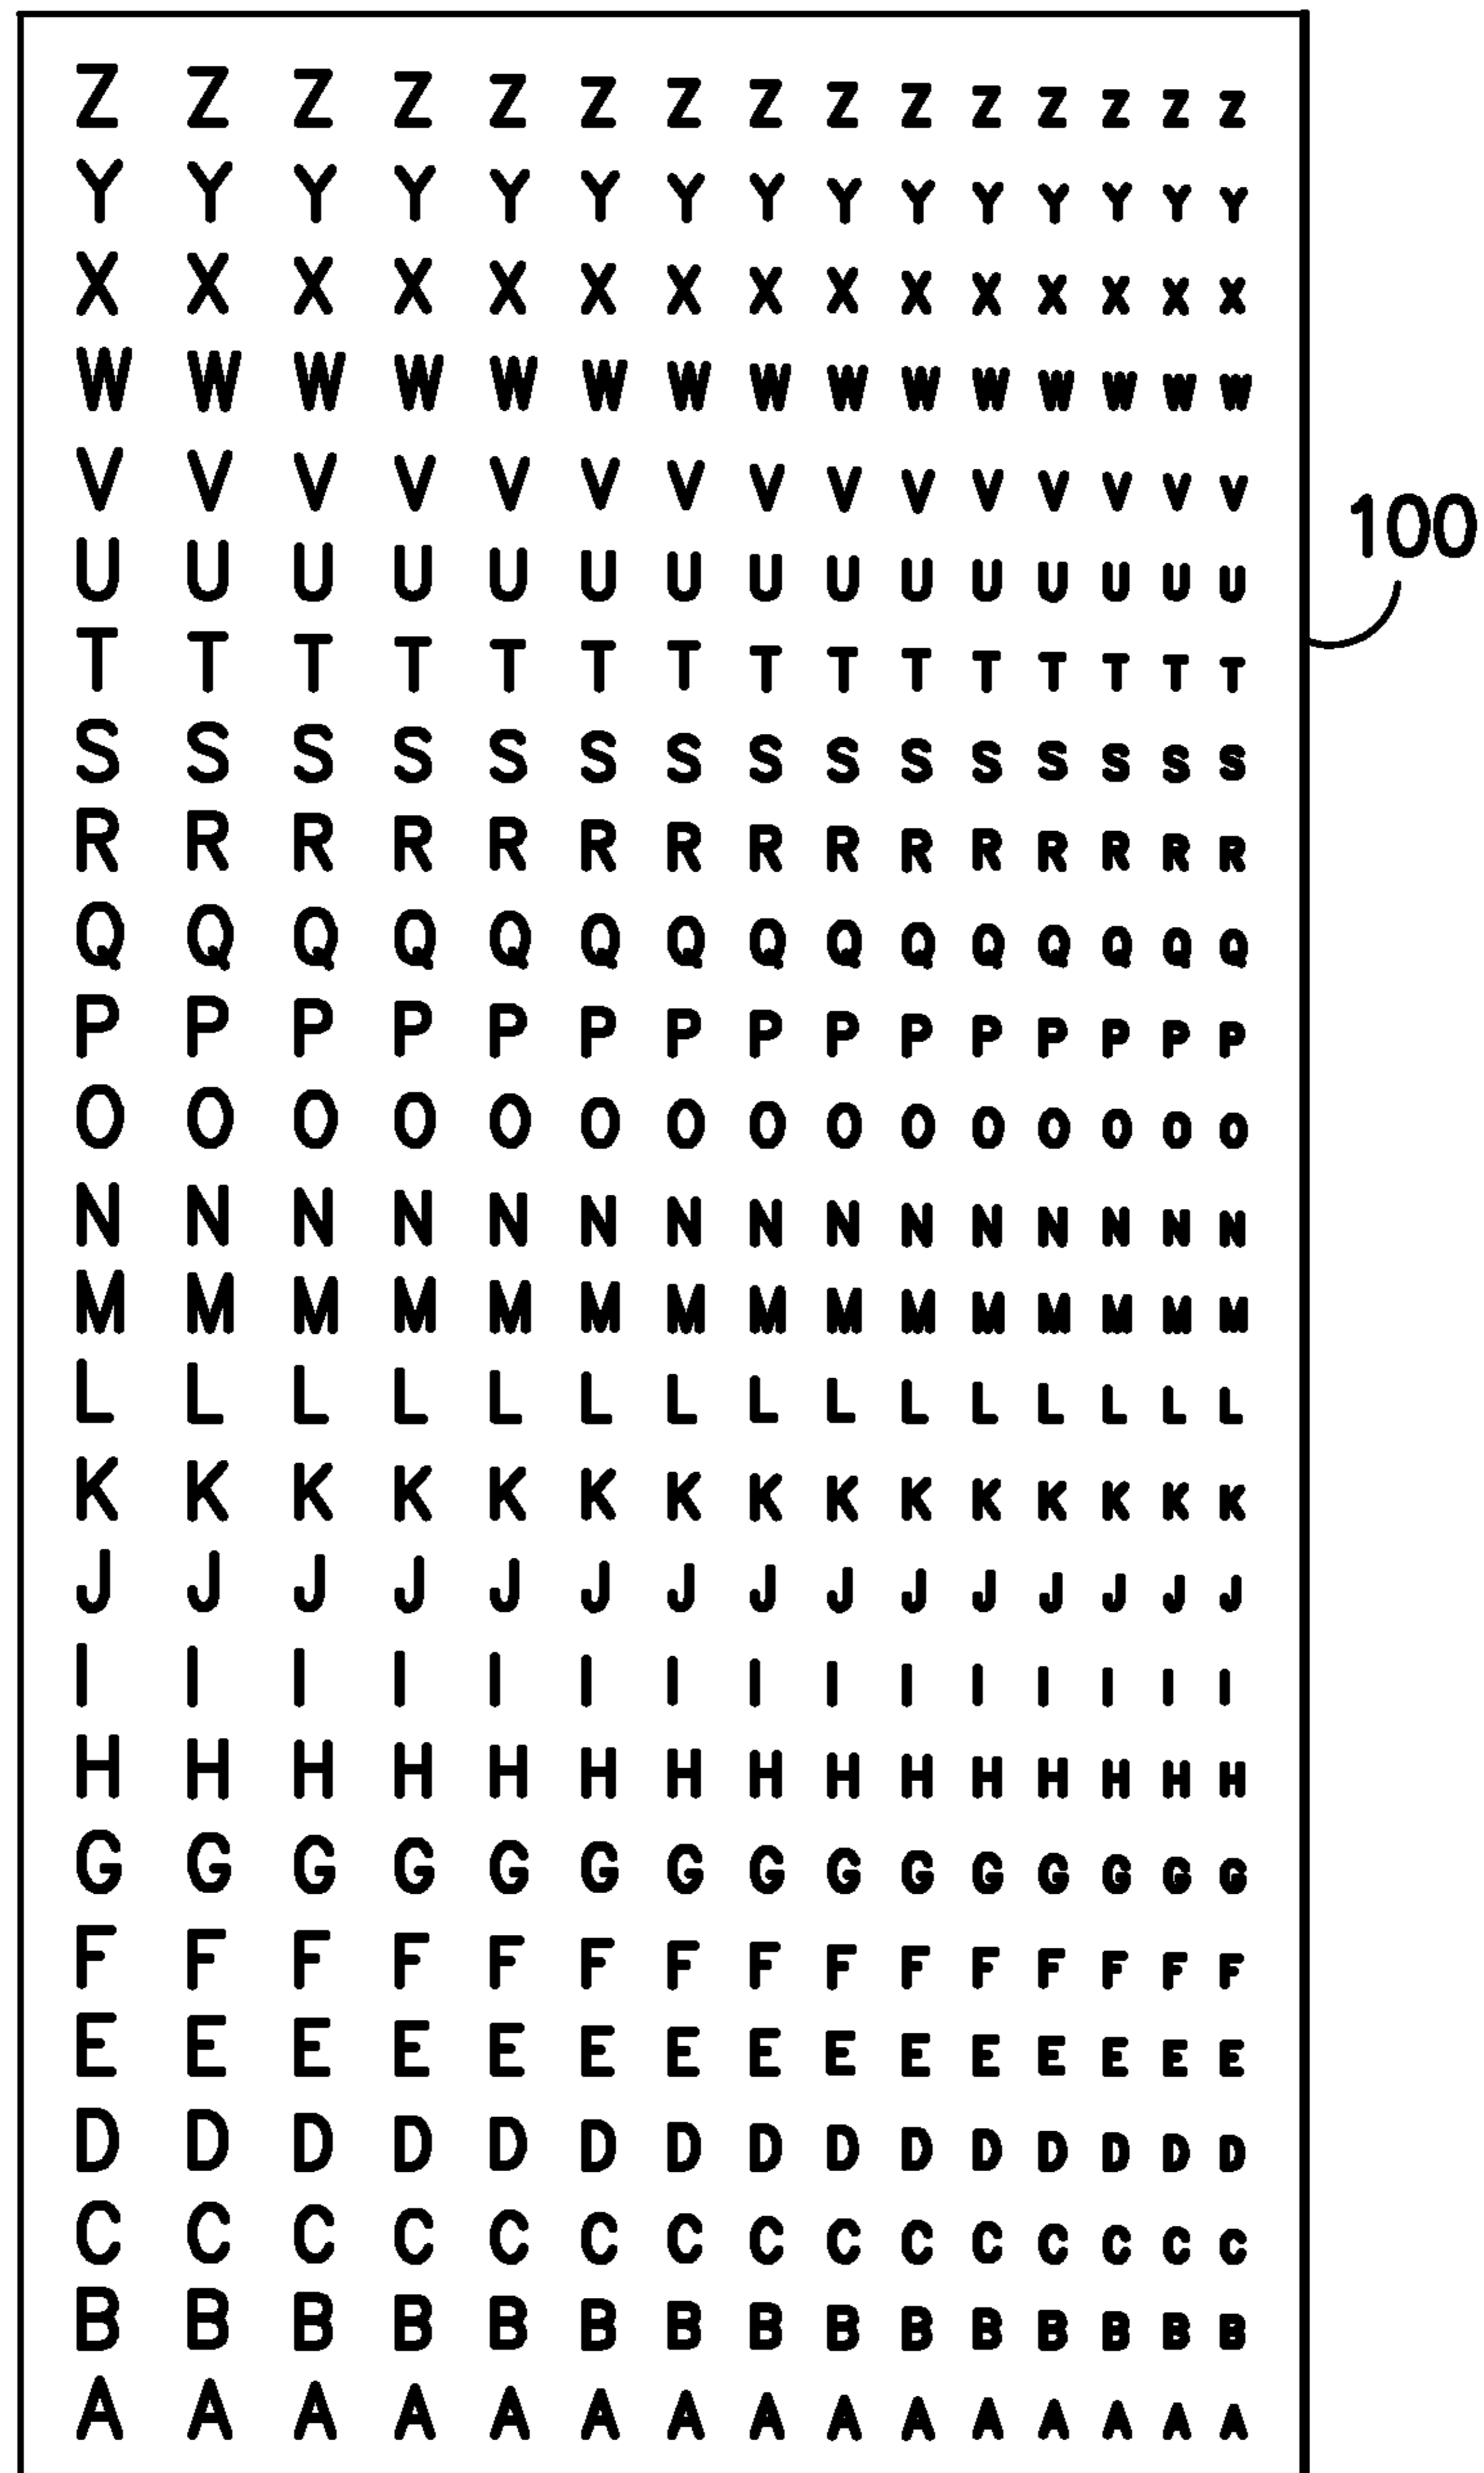 Z Z Z Z Z Z Z Z Z Z Z Z Z Z Z
Y Y Y Y Y Y Y Y Y Y Y Y Y Y Y
X X X X X X X X X X X X X X X
W W W W W W W W W W W W W W W
V V V V V V V V V V V V V V V
100
U U U U U U U U U U U U U U U
T T T T T T T T T T T T T T T
S S S S S S S S S S S S S S S
R R R R R R R R R R R R R R R
Q Q Q Q Q Q Q Q Q Q Q Q Q Q Q
P P P P P P P P P P P P P P P
O O O O O O O O O O O O O O O
N N N N N N N N N N N N N N N
M M M M M M M M M M M M M M M
L L L L L L L L L L L L L L L
K K K K K K K K K K K K K K K
J J J J J J J J J J J J J J J
I I I I I I I I I I I I I I I
H H H H H H H H H H H H H H H
G G G G G G G G G G G G G G G
F F F F F F F F F F F F F F F
E E E E E E E E E E E E E E E
D D D D D D D D D D D D D D D
C C C C C C C C C C C C C C C
B B B B B B B B B B B B B B B
A A A A A A A A A A A A A A A